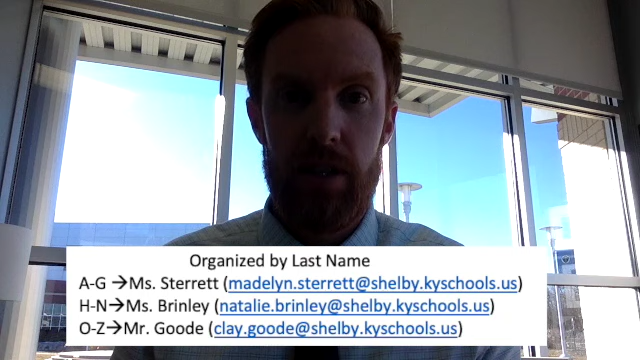 Organized by Last Name
A-G →Ms. Sterrett (madelyn.sterrett@shelby.kyschools.us)
H-N→Ms. Brinley (natalie.brinley@shelby.kyschools.us)
O-Z→Mr. Goode (clay.goode@shelby.kyschools.us)